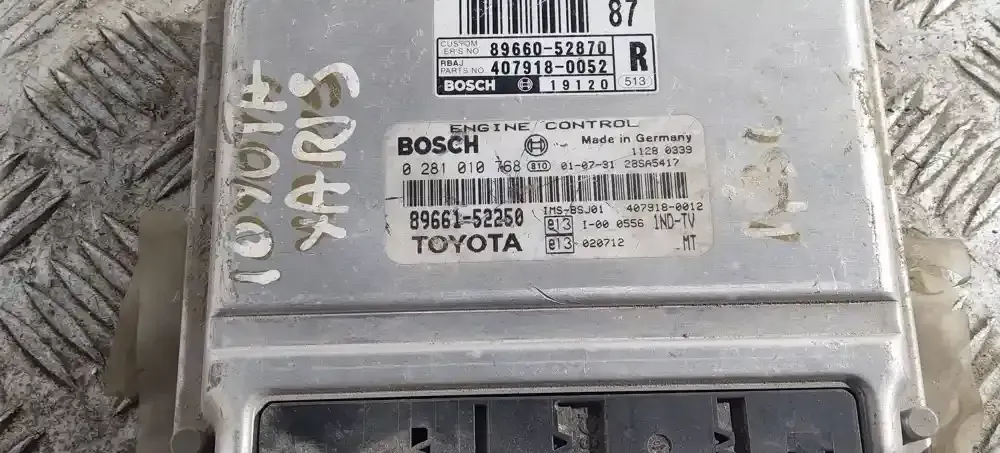 87
CUSTOM
ER'S NO 89660-52870
RBAJ
PARTS NO 407918-0052 R
BOSCH 19120 513
ENGINE CONTROL
BOSCH Made in Germany
1128 0339
0 281 010 768 810 01-07-31 28SA5417
89661-52250 IMS-BSJ01 407918-0012
e13 I-00 0556 1ND-TV
TOYOTA e13 020712 MT
TOYOTA
YARIS